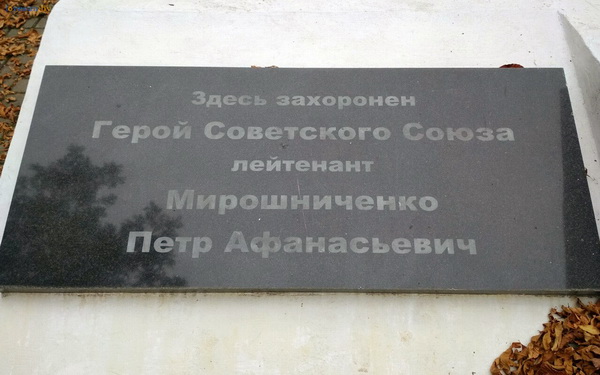 Здесь захоронен
Герой Советского Союза
лейтенант
Мирошниченко
Петр Афанасьевич